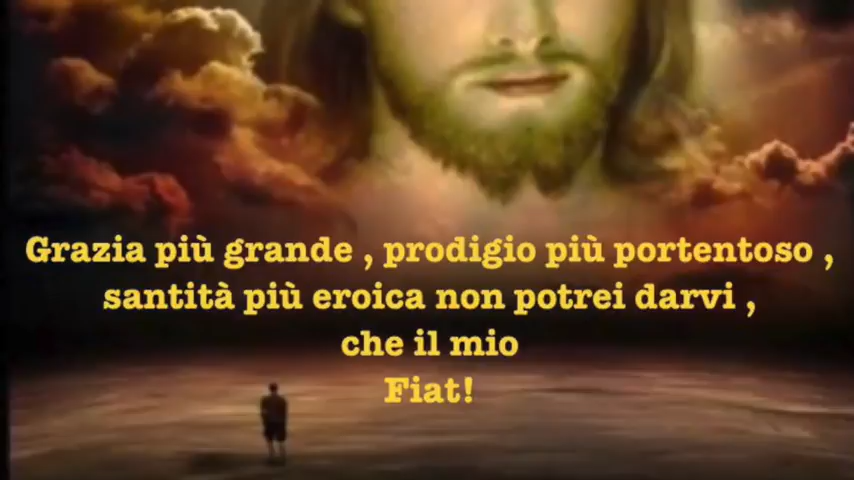 Grazia più grande , prodigio più portentoso ,
santità più eroica non potrei darvi ,
che il mio
Fiat!